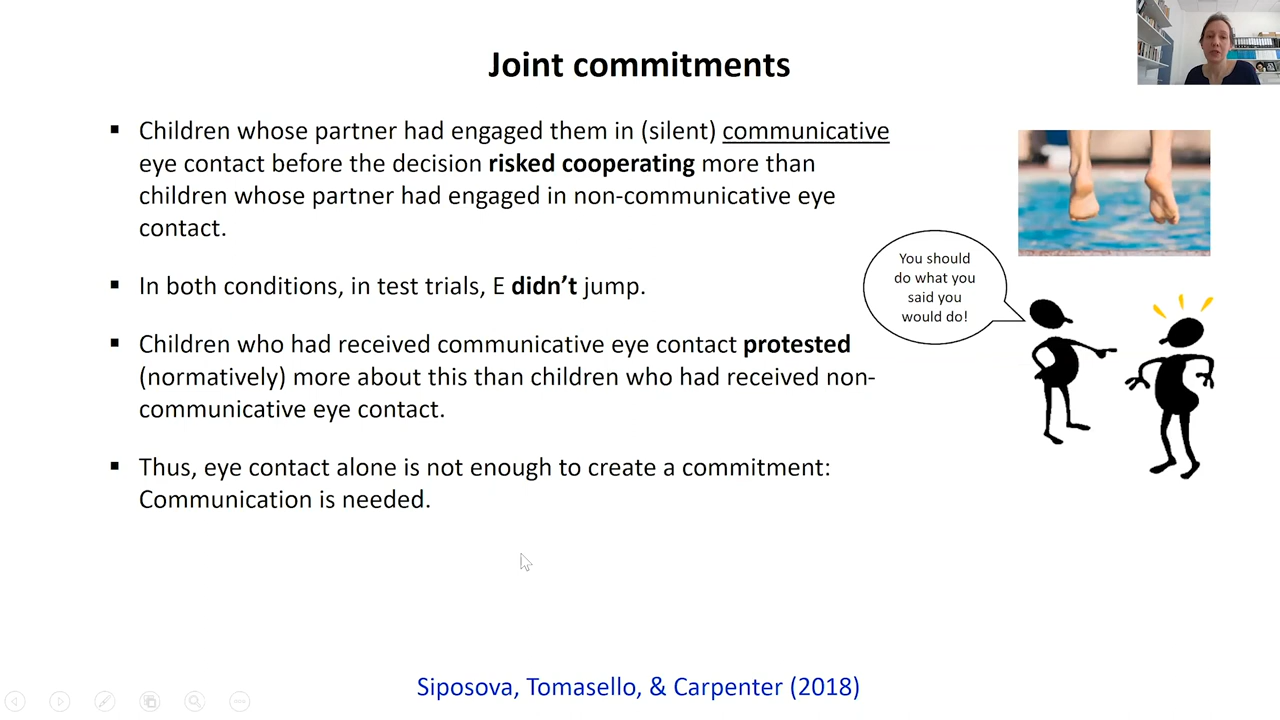 Joint commitments
▪ Children whose partner had engaged them in (silent) communicative
eye contact before the decision risked cooperating more than
children whose partner had engaged in non-communicative eye
contact.
▪ In both conditions, in test trials, E didn’t jump.
▪ Children who had received communicative eye contact protested
(normatively) more about this than children who had received non-
communicative eye contact.
▪ Thus, eye contact alone is not enough to create a commitment:
Communication is needed.
You should
do what you
said you
would do!
Siposova, Tomasello, & Carpenter (2018)